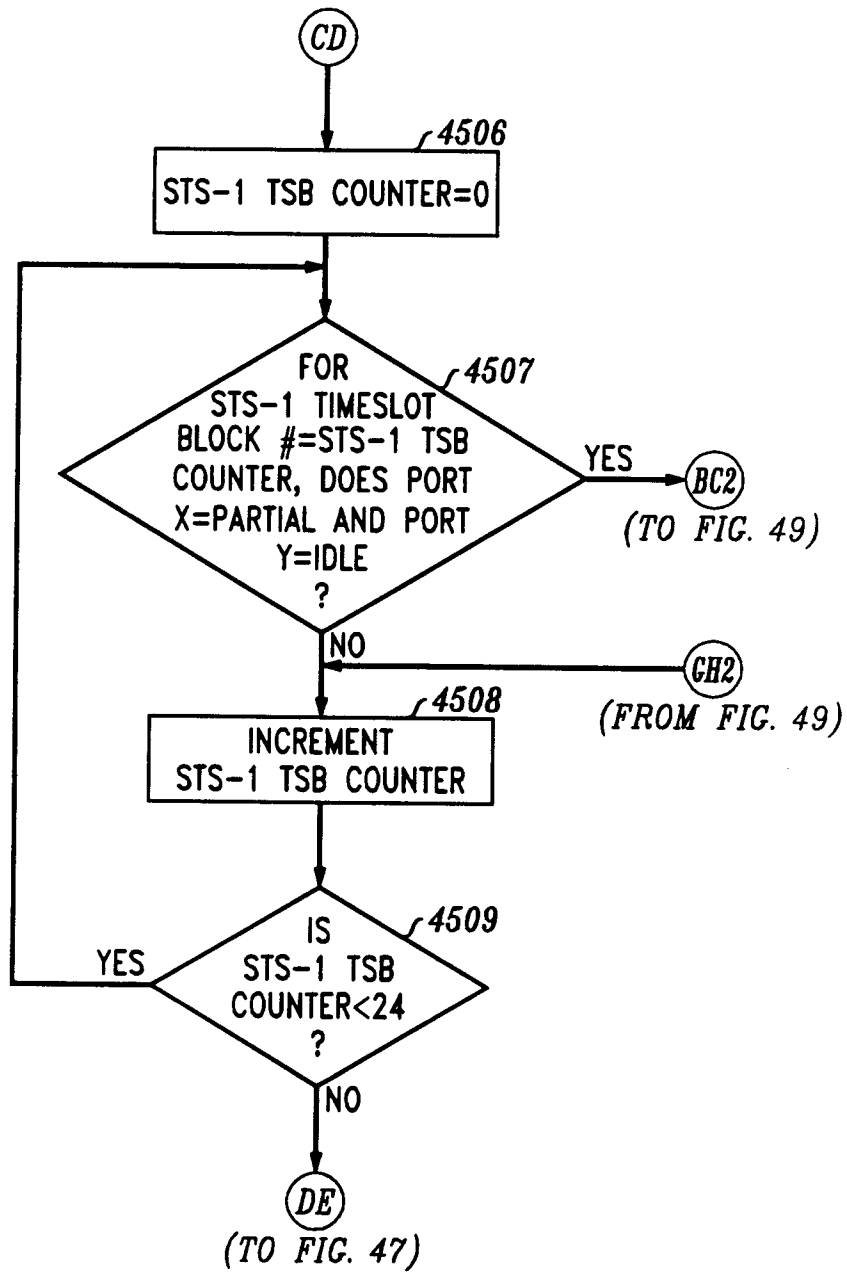 CD
4506
STS-1 TSB COUNTER=0
FOR
STS-1 TIMESLOT
BLOCK #=STS-1 TSB
COUNTER, DOES PORT
X=PARTIAL AND PORT
Y=IDLE
?
4507
YES
BC2
(TO FIG. 49)
NO
GH2
(FROM FIG. 49)
4508
INCREMENT
STS-1 TSB COUNTER
4509
IS
STS-1 TSB
COUNTER<24
?
YES
NO
DE
(TO FIG. 47)